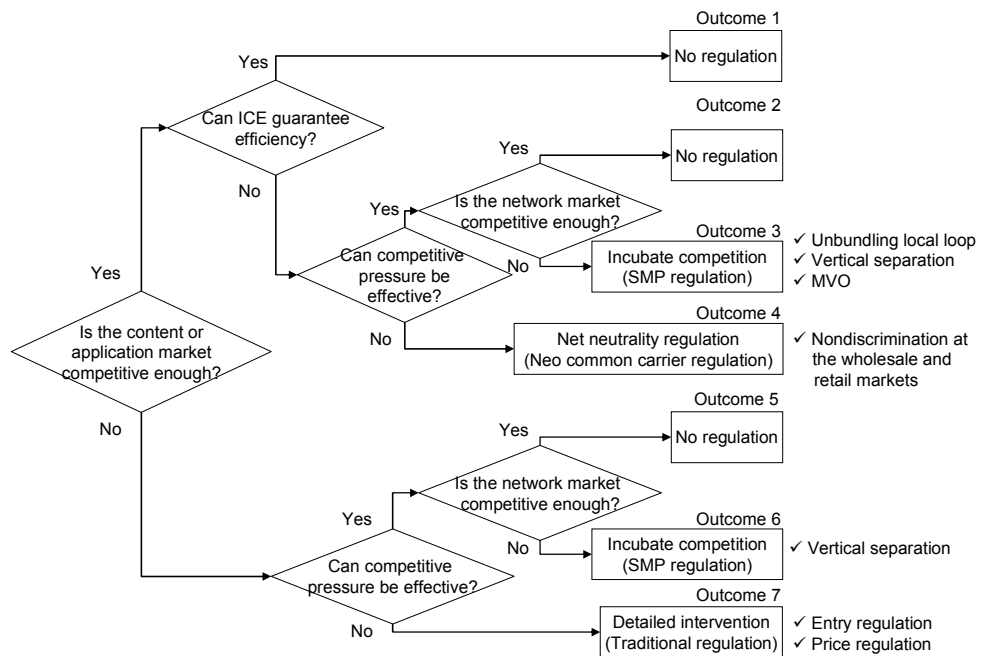 Outcome 1
No regulation
Yes
Can ICE guarantee
efficiency?
No
Outcome 2
No regulation
Yes
Is the network market
competitive enough?
No
Yes
Can competitive
pressure be
effective?
No
Outcome 3
Incubate competition
(SMP regulation)
✓ Unbundling local loop
✓ Vertical separation
✓ MVO
Outcome 4
Net neutrality regulation
(Neo common carrier regulation)
✓ Nondiscrimination at
the wholesale and
retail markets
Yes
Is the content or
application market
competitive enough?
No
Outcome 5
No regulation
Yes
Is the network market
competitive enough?
No
Yes
Can competitive
pressure be effective?
No
Outcome 6
Incubate competition
(SMP regulation)
✓ Vertical separation
Outcome 7
Detailed intervention
(Traditional regulation)
✓ Entry regulation
✓ Price regulation